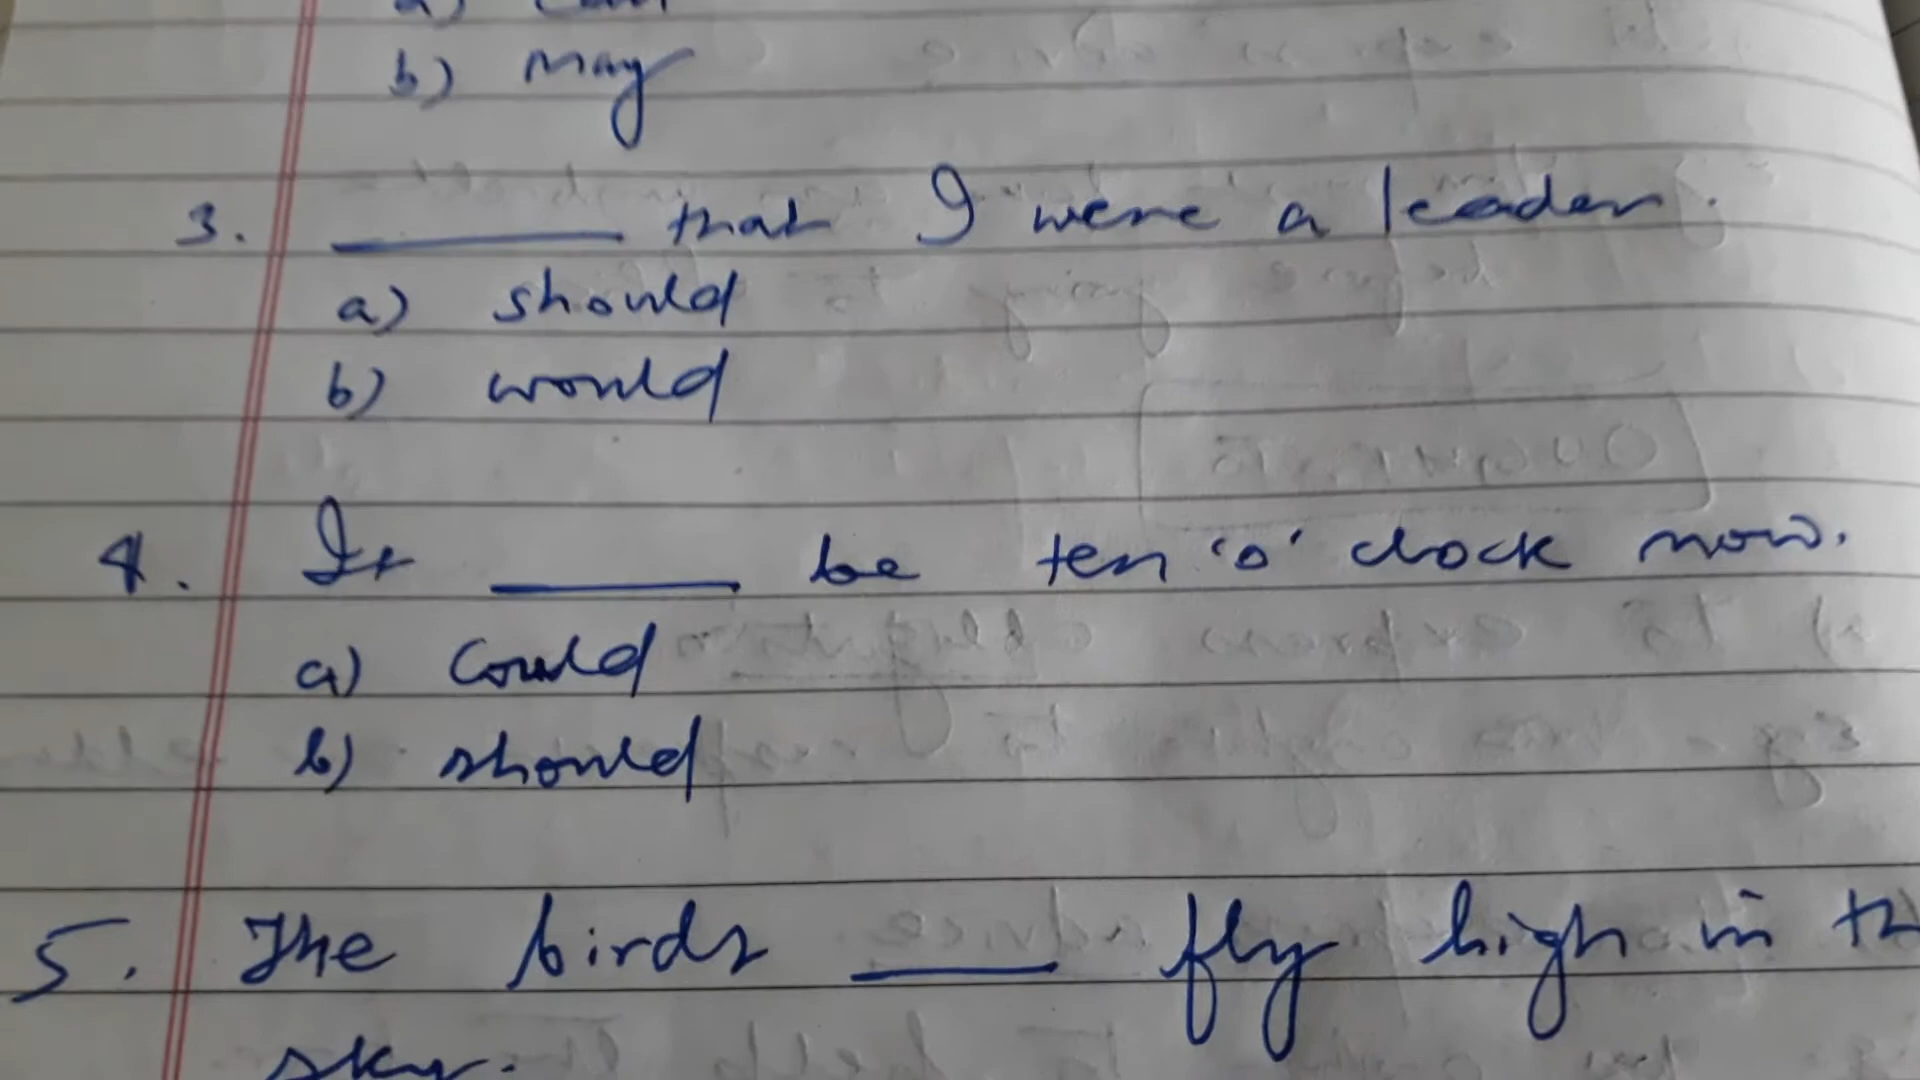 b) May
3. ______ that I were a leader.
a) should
b) would
4. It ______ be ten 'o' clock now.
a) Could
b) should
5. The birds ______ fly high in
sky.